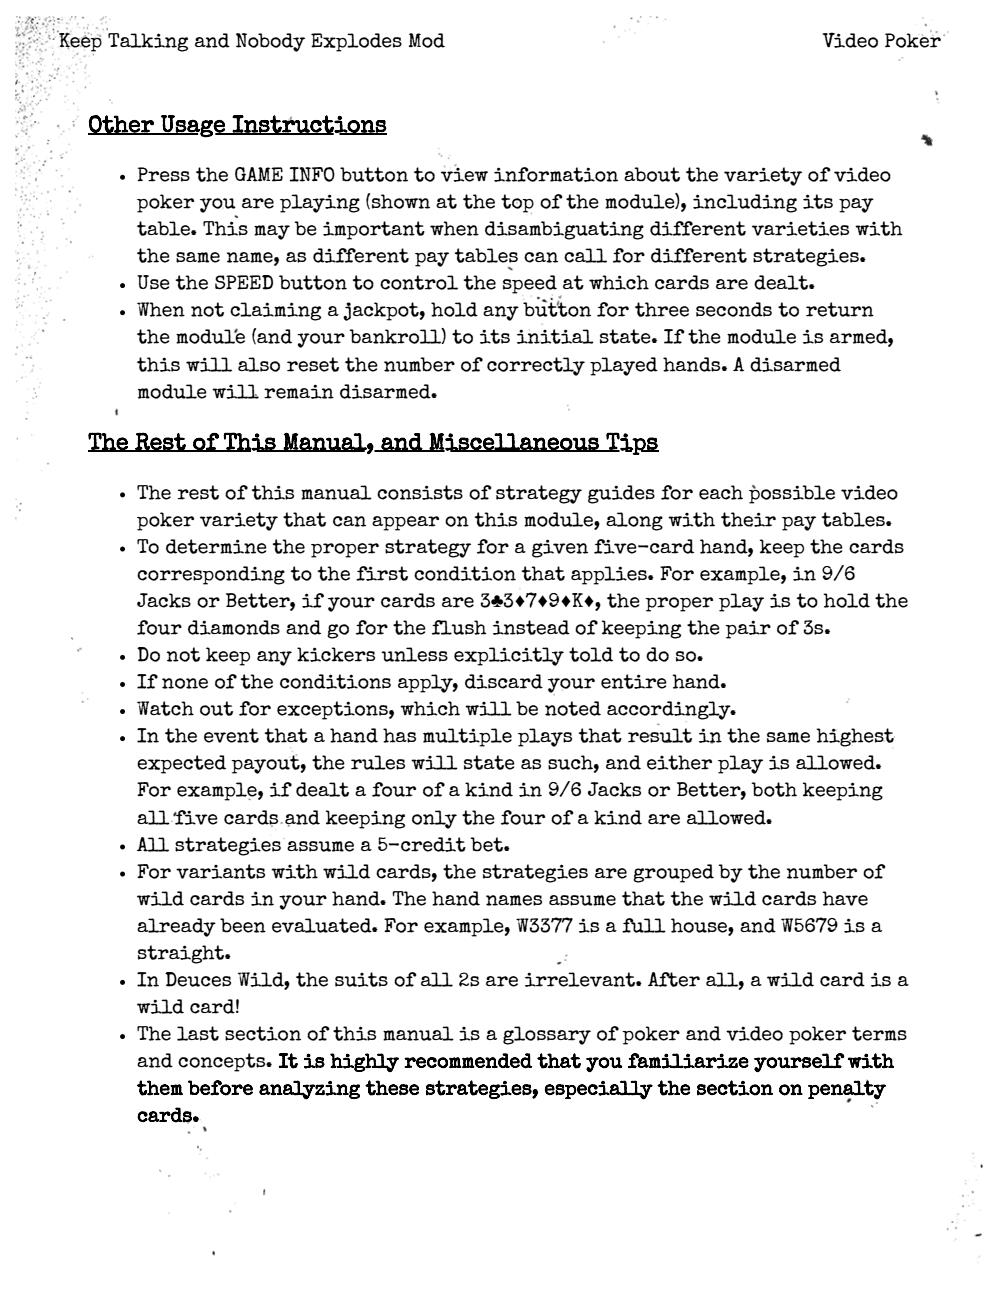 Keep Talking and Nobody Explodes Mod
Video Poker
Other Usage Instructions
• Press the GAME INFO button to view information about the variety of video
poker you are playing (shown at the top of the module), including its pay
table. This may be important when disambiguating different varieties with
the same name, as different pay tables can call for different strategies.
• Use the SPEED button to control the speed at which cards are dealt.
• When not claiming a jackpot, hold any button for three seconds to return
the module (and your bankroll) to its initial state. If the module is armed,
this will also reset the number of correctly played hands. A disarmed
module will remain disarmed.
The Rest of This Manual, and Miscellaneous Tips
• The rest of this manual consists of strategy guides for each possible video
poker variety that can appear on this module, along with their pay tables.
• To determine the proper strategy for a given five-card hand, keep the cards
corresponding to the first condition that applies. For example, in 9/6
Jacks or Better, if your cards are 3♣3♦7♦9♦K♦, the proper play is to hold the
four diamonds and go for the flush instead of keeping the pair of 3s.
• Do not keep any kickers unless explicitly told to do so.
• If none of the conditions apply, discard your entire hand.
• Watch out for exceptions, which will be noted accordingly.
• In the event that a hand has multiple plays that result in the same highest
expected payout, the rules will state as such, and either play is allowed.
For example, if dealt a four of a kind in 9/6 Jacks or Better, both keeping
all five cards and keeping only the four of a kind are allowed.
• All strategies assume a 5-credit bet.
• For variants with wild cards, the strategies are grouped by the number of
wild cards in your hand. The hand names assume that the wild cards have
already been evaluated. For example, W3377 is a full house, and W5679 is a
straight.
• In Deuces Wild, the suits of all 2s are irrelevant. After all, a wild card is a
wild card!
• The last section of this manual is a glossary of poker and video poker terms
and concepts. It is highly recommended that you familiarize yourself with
them before analyzing these strategies, especially the section on penalty
cards.